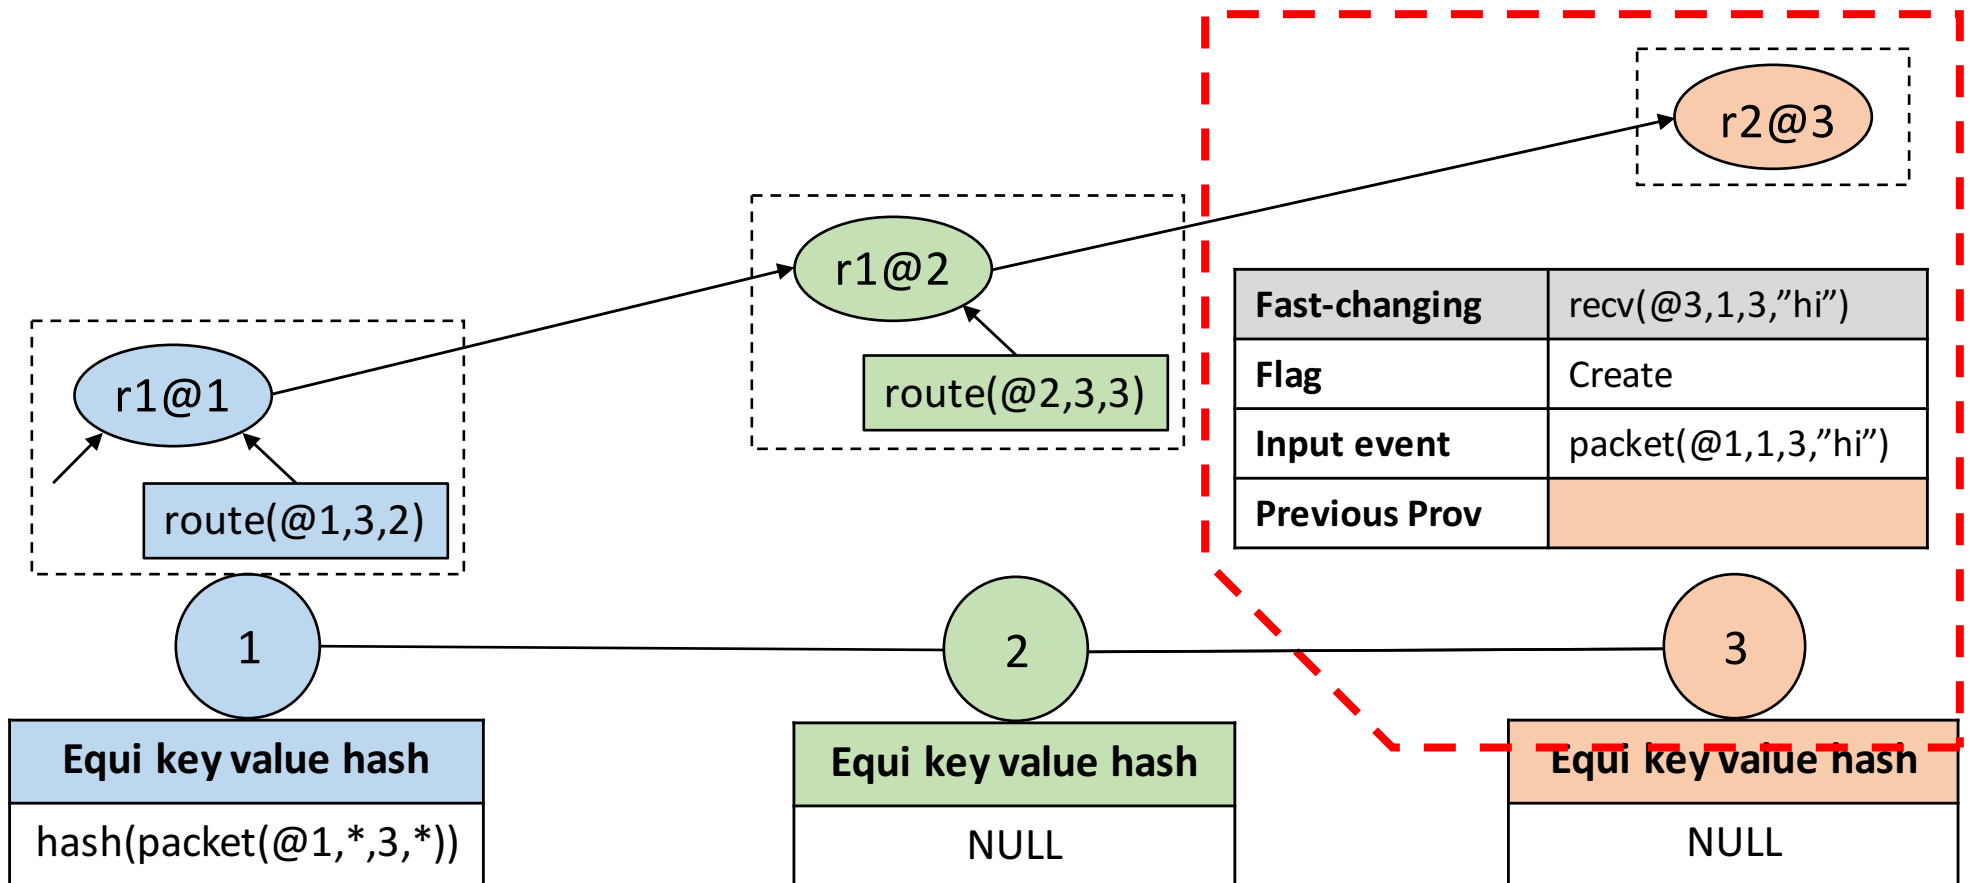 r2@3
r1@2
Fast-changing recv(@3,1,3,”hi”)
Flag Create
Input event packet(@1,1,3,”hi”)
Previous Prov
route(@2,3,3)
r1@1
route(@1,3,2)
1
2
3
Equi key value hash
hash(packet(@1,*,3,*))
Equi key value hash
NULL
Equi key value hash
NULL